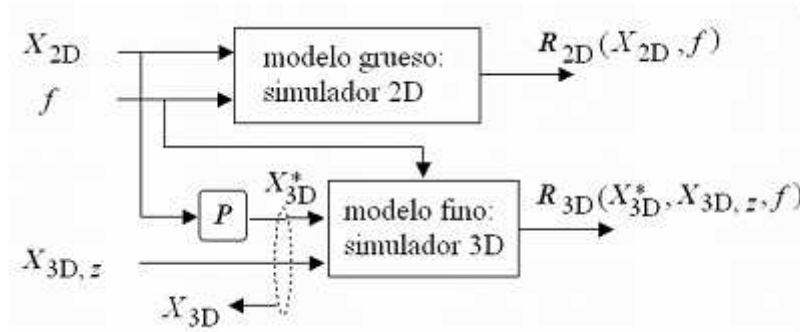 X2D
f
modelo grueso:
simulador 2D
R2D(X2D, f)
P
X*3D
modelo fino:
simulador 3D
R3D(X*3D, X3D, z, f)
X3D, z
X3D